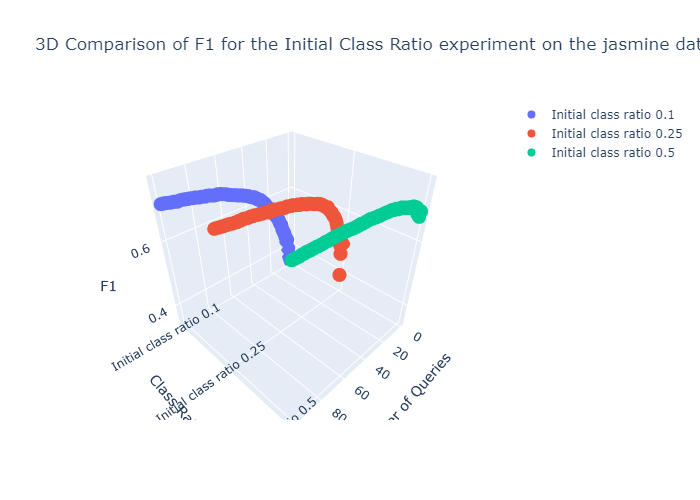 3D Comparison of F1 for the Initial Class Ratio experiment on the jasmine dat
Initial class ratio 0.1
Initial class ratio 0.25
Initial class ratio 0.5
0.6
F1
0.4
Initial class ratio 0.1
Initial class ratio 0.25
0.5
Class
0
20
40
60
80
of Queries